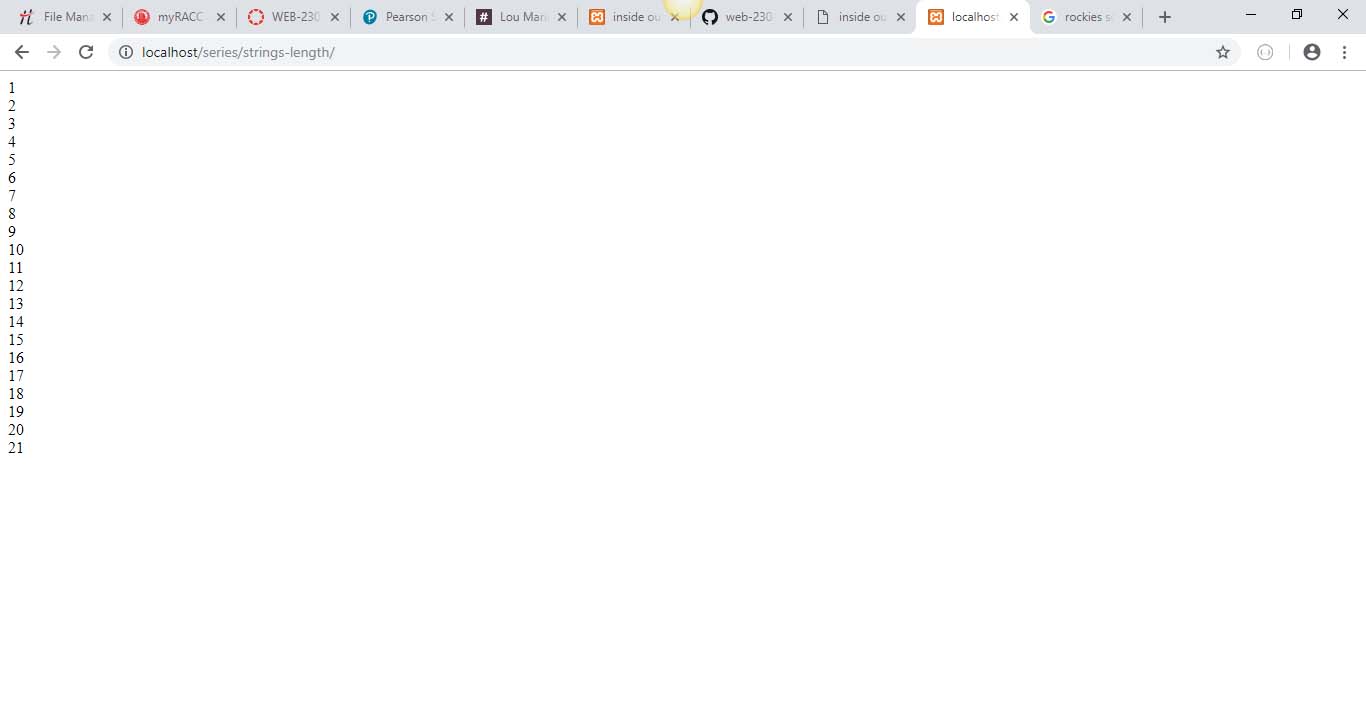 File Mana
myRACC
WEB-230
Pearson
Lou Mar
inside ou
web-230
inside ou
localhost
rockies s
localhost/series/strings-length/
1
2
3
4
5
6
7
8
9
10
11
12
13
14
15
16
17
18
19
20
21